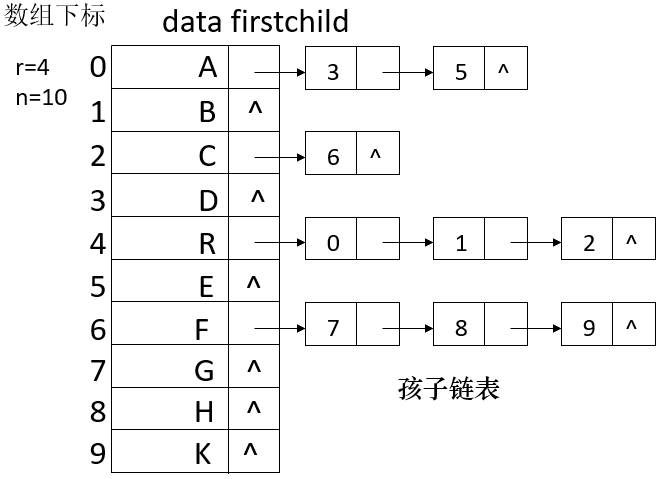 数组下标
data firstchild
r=4
n=10
0 A 3 5 ^
1 B ^
2 C 6 ^
3 D ^
4 R 0 1 2 ^
5 E ^
6 F 7 8 9 ^
7 G ^
8 H ^
9 K ^
孩子链表